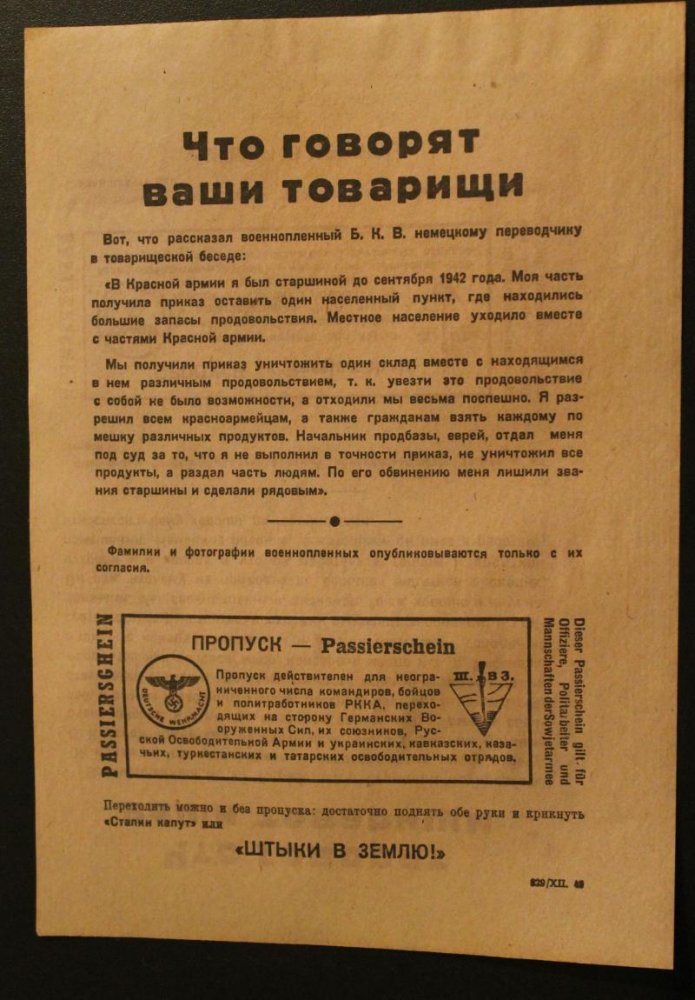 Что говорят
ваши товарищи
Вот, что рассказал военнопленный Б. К. В. немецкому переводчику
в товарищеской беседе:
«В Красной армии я был старшиной до сентября 1942 года. Моя часть
получила приказ оставить один населенный пункт, где находились
большие запасы продовольствия. Местное население уходило вместе
с частями Красной армии.
Мы получили приказ уничтожить один склад вместе с находящимся
в нем различным продовольствием, т. к. увезти это продовольствие
с собой не было возможности, а отходили мы весьма поспешно. Я раз-
решил всем красноармейцам, а также гражданам взять каждому по
мешку различных продуктов. Начальник продбазы, еврей, отдал меня
под суд за то, что я не выполнил в точности приказ, не уничтожил все
продукты, а раздал часть людям. По его обвинению меня лишили зва-
ния старшины и сделали рядовым».
Фамилии и фотографии военнопленных опубликовываются только с их
согласия.
PASSIERSCHEIN
ПРОПУСК — Passierschein
DEUTSCHE WEHRMACHT
Пропуск действителен для неогра-
ниченного числа командиров, бойцов
и политработников РККА, перехо-
дящих на сторону Германских Во-
оруженных Сил, их союзников, Рус-
ской Освободительной Армии и украинских, кавказских, каза-
чьих, туркестанских и татарских освободительных отрядов.
Ш. В З.
Dieser Passierschein gilt für
Offiziere, Politarbeiter und
Mannschaften der Sowjetarmee
Переходить можно и без пропуска: достаточно поднять обе руки и крикнуть
«Сталин капут» или
«ШТЫКИ В ЗЕМЛЮ!»
829/XII.